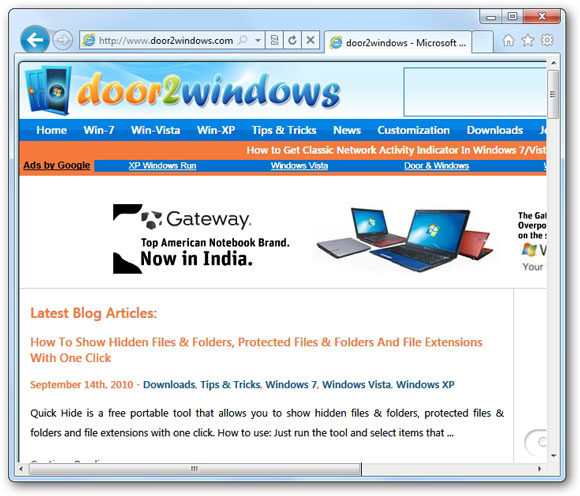 http://www.door2windows.com
door2windows - Microsoft ...
door2windows
Home Win-7 Win-Vista Win-XP Tips & Tricks News Customization Downloads
How to Get Classic Network Activity Indicator In Windows 7/Vist
Ads by Google XP Windows Run Windows Vista Door & Windows
Gateway.
Top American Notebook Brand.
Now in India.
The Ga
Overpo
on the s
Your
Latest Blog Articles:
How To Show Hidden Files & Folders, Protected Files & Folders And File Extensions
With One Click
September 14th, 2010 - Downloads, Tips & Tricks, Windows 7, Windows Vista, Windows XP
Quick Hide is a free portable tool that allows you to show hidden files & folders, protected files &
folders and file extensions with one click. How to use: Just run the tool and select items that ...